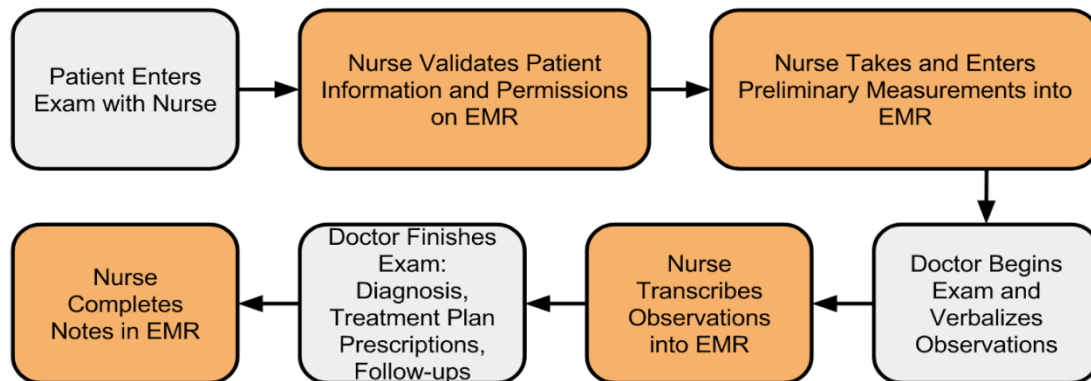 Patient Enters
Exam with Nurse
Nurse Validates Patient
Information and Permissions
on EMR
Nurse Takes and Enters
Preliminary Measurements into
EMR
Doctor Begins
Exam and
Verbalizes
Observations
Nurse
Transcribes
Observations
into EMR
Doctor Finishes
Exam:
Diagnosis,
Treatment Plan
Prescriptions,
Follow-ups
Nurse
Completes
Notes in EMR